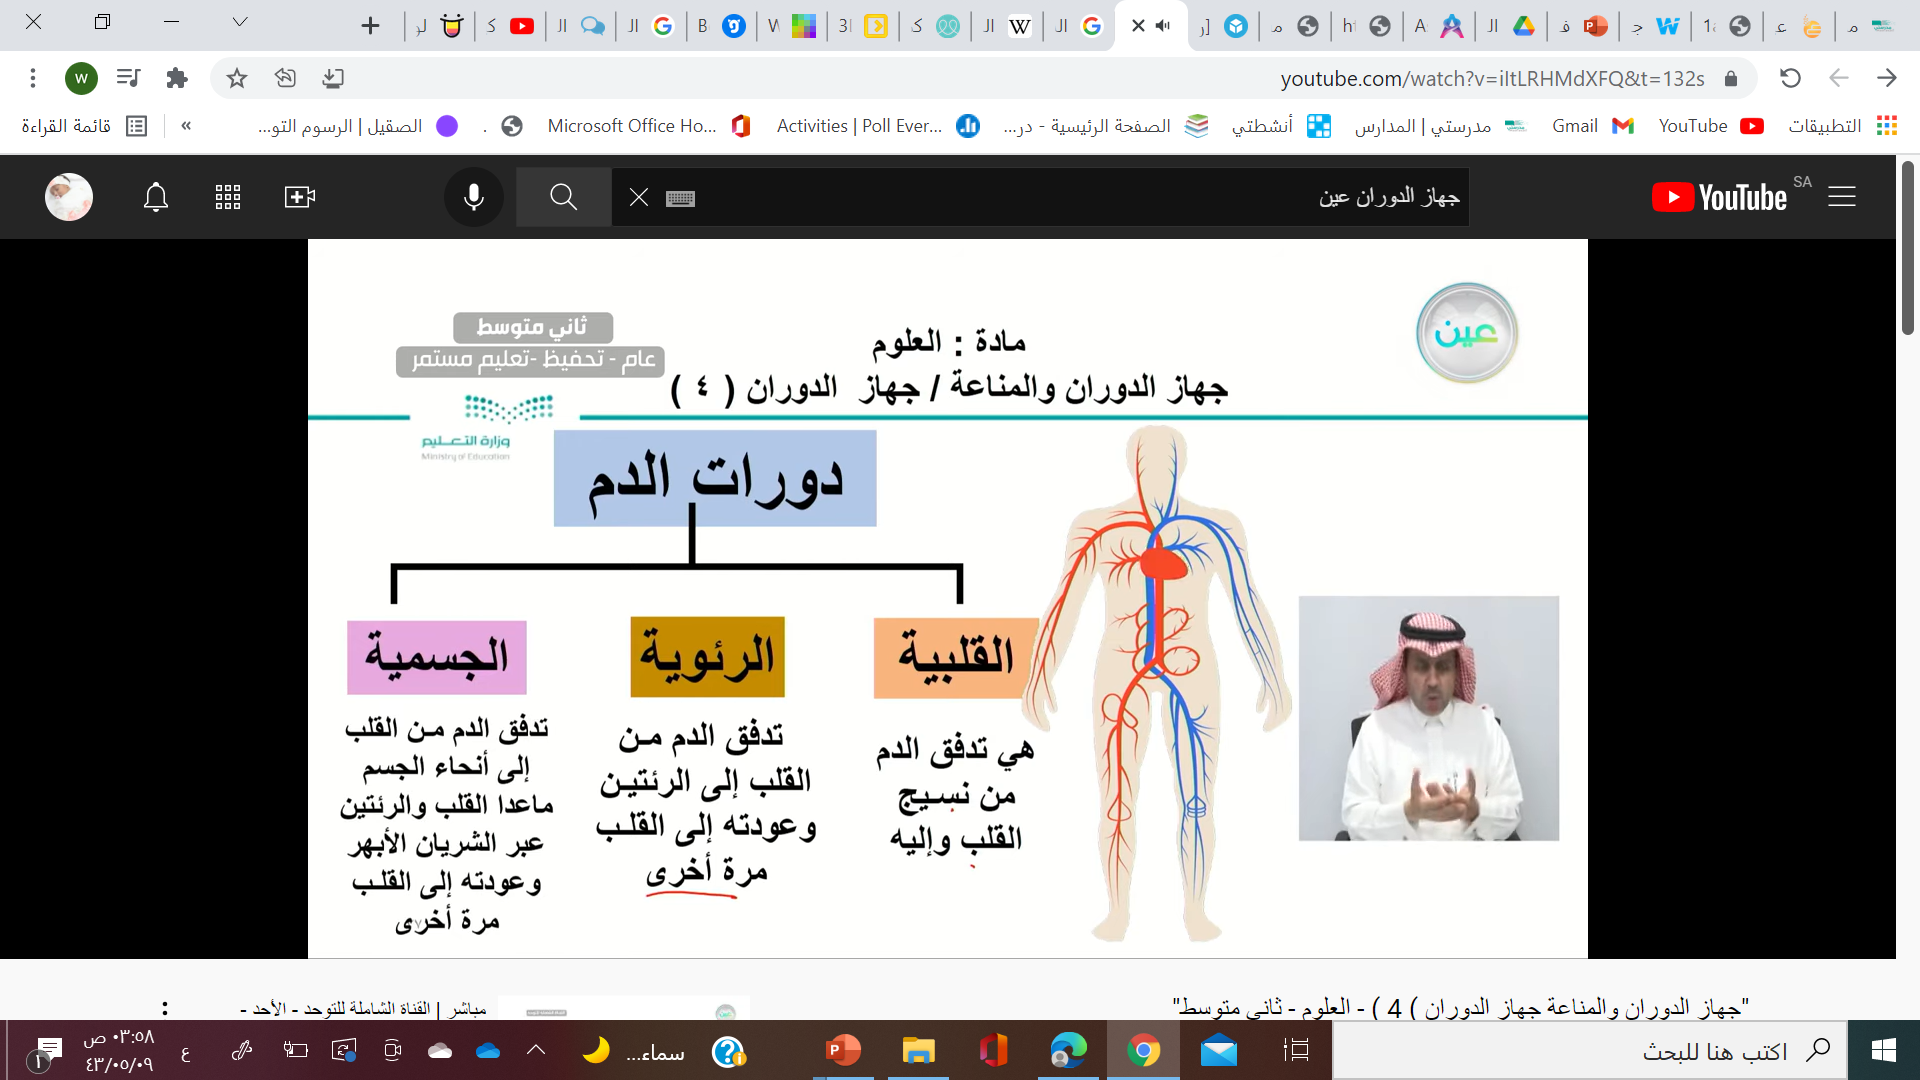 youtube.com/watch?v=iItLRHMdXFQ&t=132s
التطبيقات
YouTube
Gmail
مدرستي | المدارس
أنشطتي
الصفحة الرئيسية - در...
Activities | Poll Ever...
Microsoft Office Ho...
الصقيل | الرسوم التو...
قائمة القراءة
YouTube SA
جهاز الدوران عين
عين
مادة : العلوم
جهاز الدوران والمناعة / جهاز الدوران ( ٤ )
ثاني متوسط
عام - تحفيظ -تعليم مستمر
وزارة التعليم
Ministry of Education
دورات الدم
القلبية
هي تدفق الدم
من نسيج
القلب وإليه
الرئوية
تدفق الدم من
القلب إلى الرئتين
وعودته إلى القلب
مرة أخرى
الجسمية
تدفق الدم من القلب
إلى أنحاء الجسم
ماعدا القلب والرئتين
عبر الشريان الأبهر
وعودته إلى القلب
مرة أخرى
"جهاز الدوران والمناعة جهاز الدوران ) 4 ) - العلوم - ثاني متوسط"
مباشر | القناة الشاملة للتوحد - الأحد -
اكتب هنا للبحث
سماء...
ع
٠٣:٥٨ ص
٤٣/٠٥/٠٩